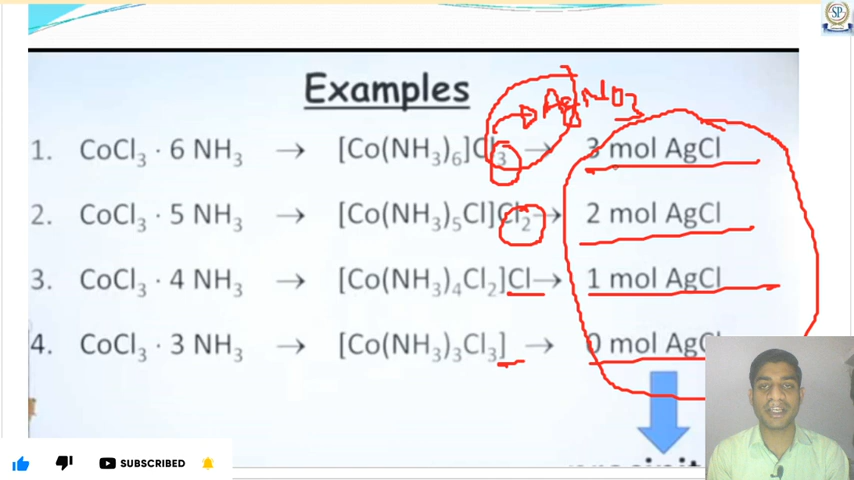 SP
Examples
AgNO3
1. CoCl₃ · 6 NH₃ → [Co(NH₃)₆]Cl₃ → 3 mol AgCl
2. CoCl₃ · 5 NH₃ → [Co(NH₃)₅Cl]Cl₂ → 2 mol AgCl
3. CoCl₃ · 4 NH₃ → [Co(NH₃)₄Cl₂]Cl → 1 mol AgCl
4. CoCl₃ · 3 NH₃ → [Co(NH₃)₃Cl₃] → 0 mol AgC
SUBSCRIBED